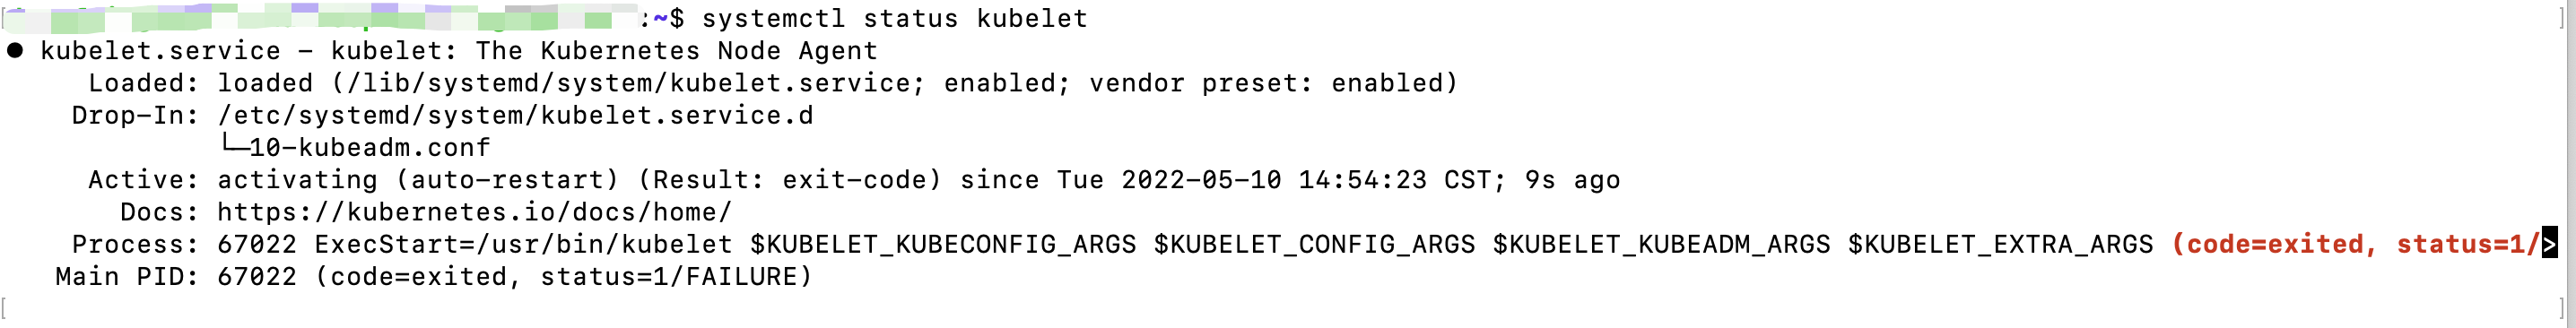 :~$ systemctl status kubelet
● kubelet.service - kubelet: The Kubernetes Node Agent
Loaded: loaded (/lib/systemd/system/kubelet.service; enabled; vendor preset: enabled)
Drop-In: /etc/systemd/system/kubelet.service.d
└─10-kubeadm.conf
Active: activating (auto-restart) (Result: exit-code) since Tue 2022-05-10 14:54:23 CST; 9s ago
Docs: https://kubernetes.io/docs/home/
Process: 67022 ExecStart=/usr/bin/kubelet $KUBELET_KUBECONFIG_ARGS $KUBELET_CONFIG_ARGS $KUBELET_KUBEADM_ARGS $KUBELET_EXTRA_ARGS (code=exited, status=1/>
Main PID: 67022 (code=exited, status=1/FAILURE)